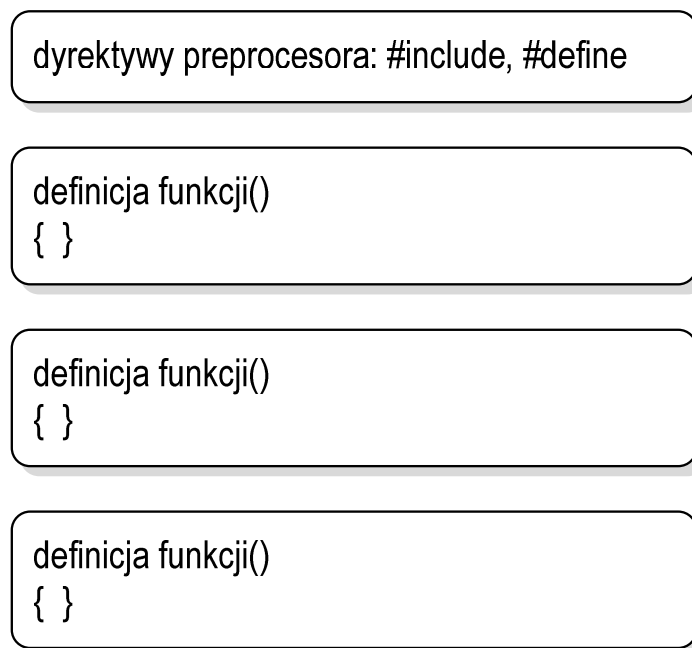 dyrektywy preprocesora: #include, #define
definicja funkcji()
{ }
definicja funkcji()
{ }
definicja funkcji()
{ }